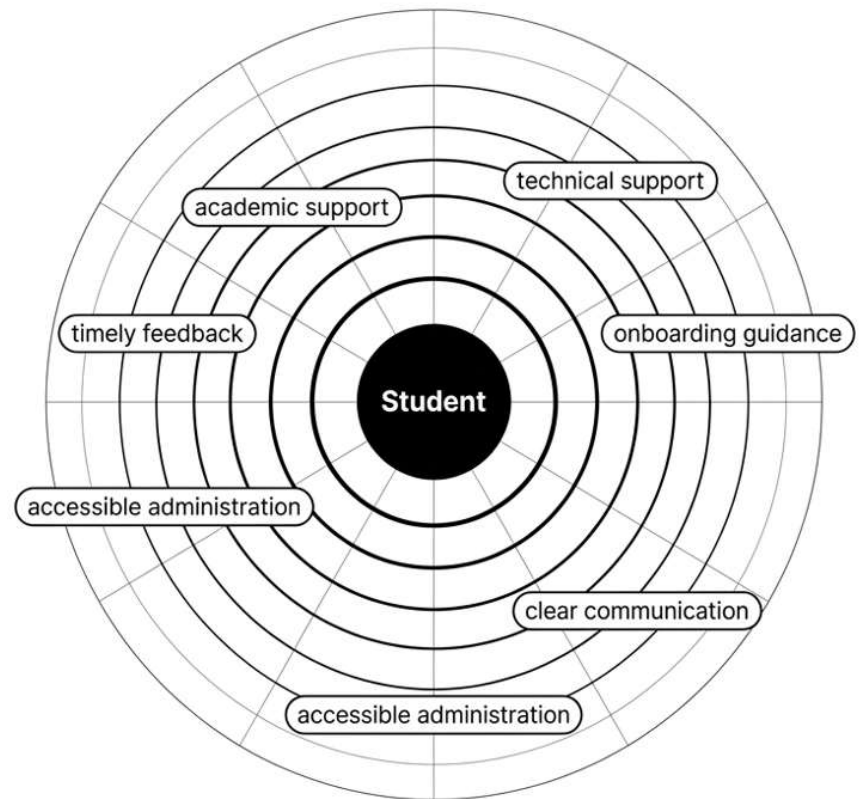 technical support
academic support
timely feedback
onboarding guidance
Student
accessible administration
clear communication
accessible administration